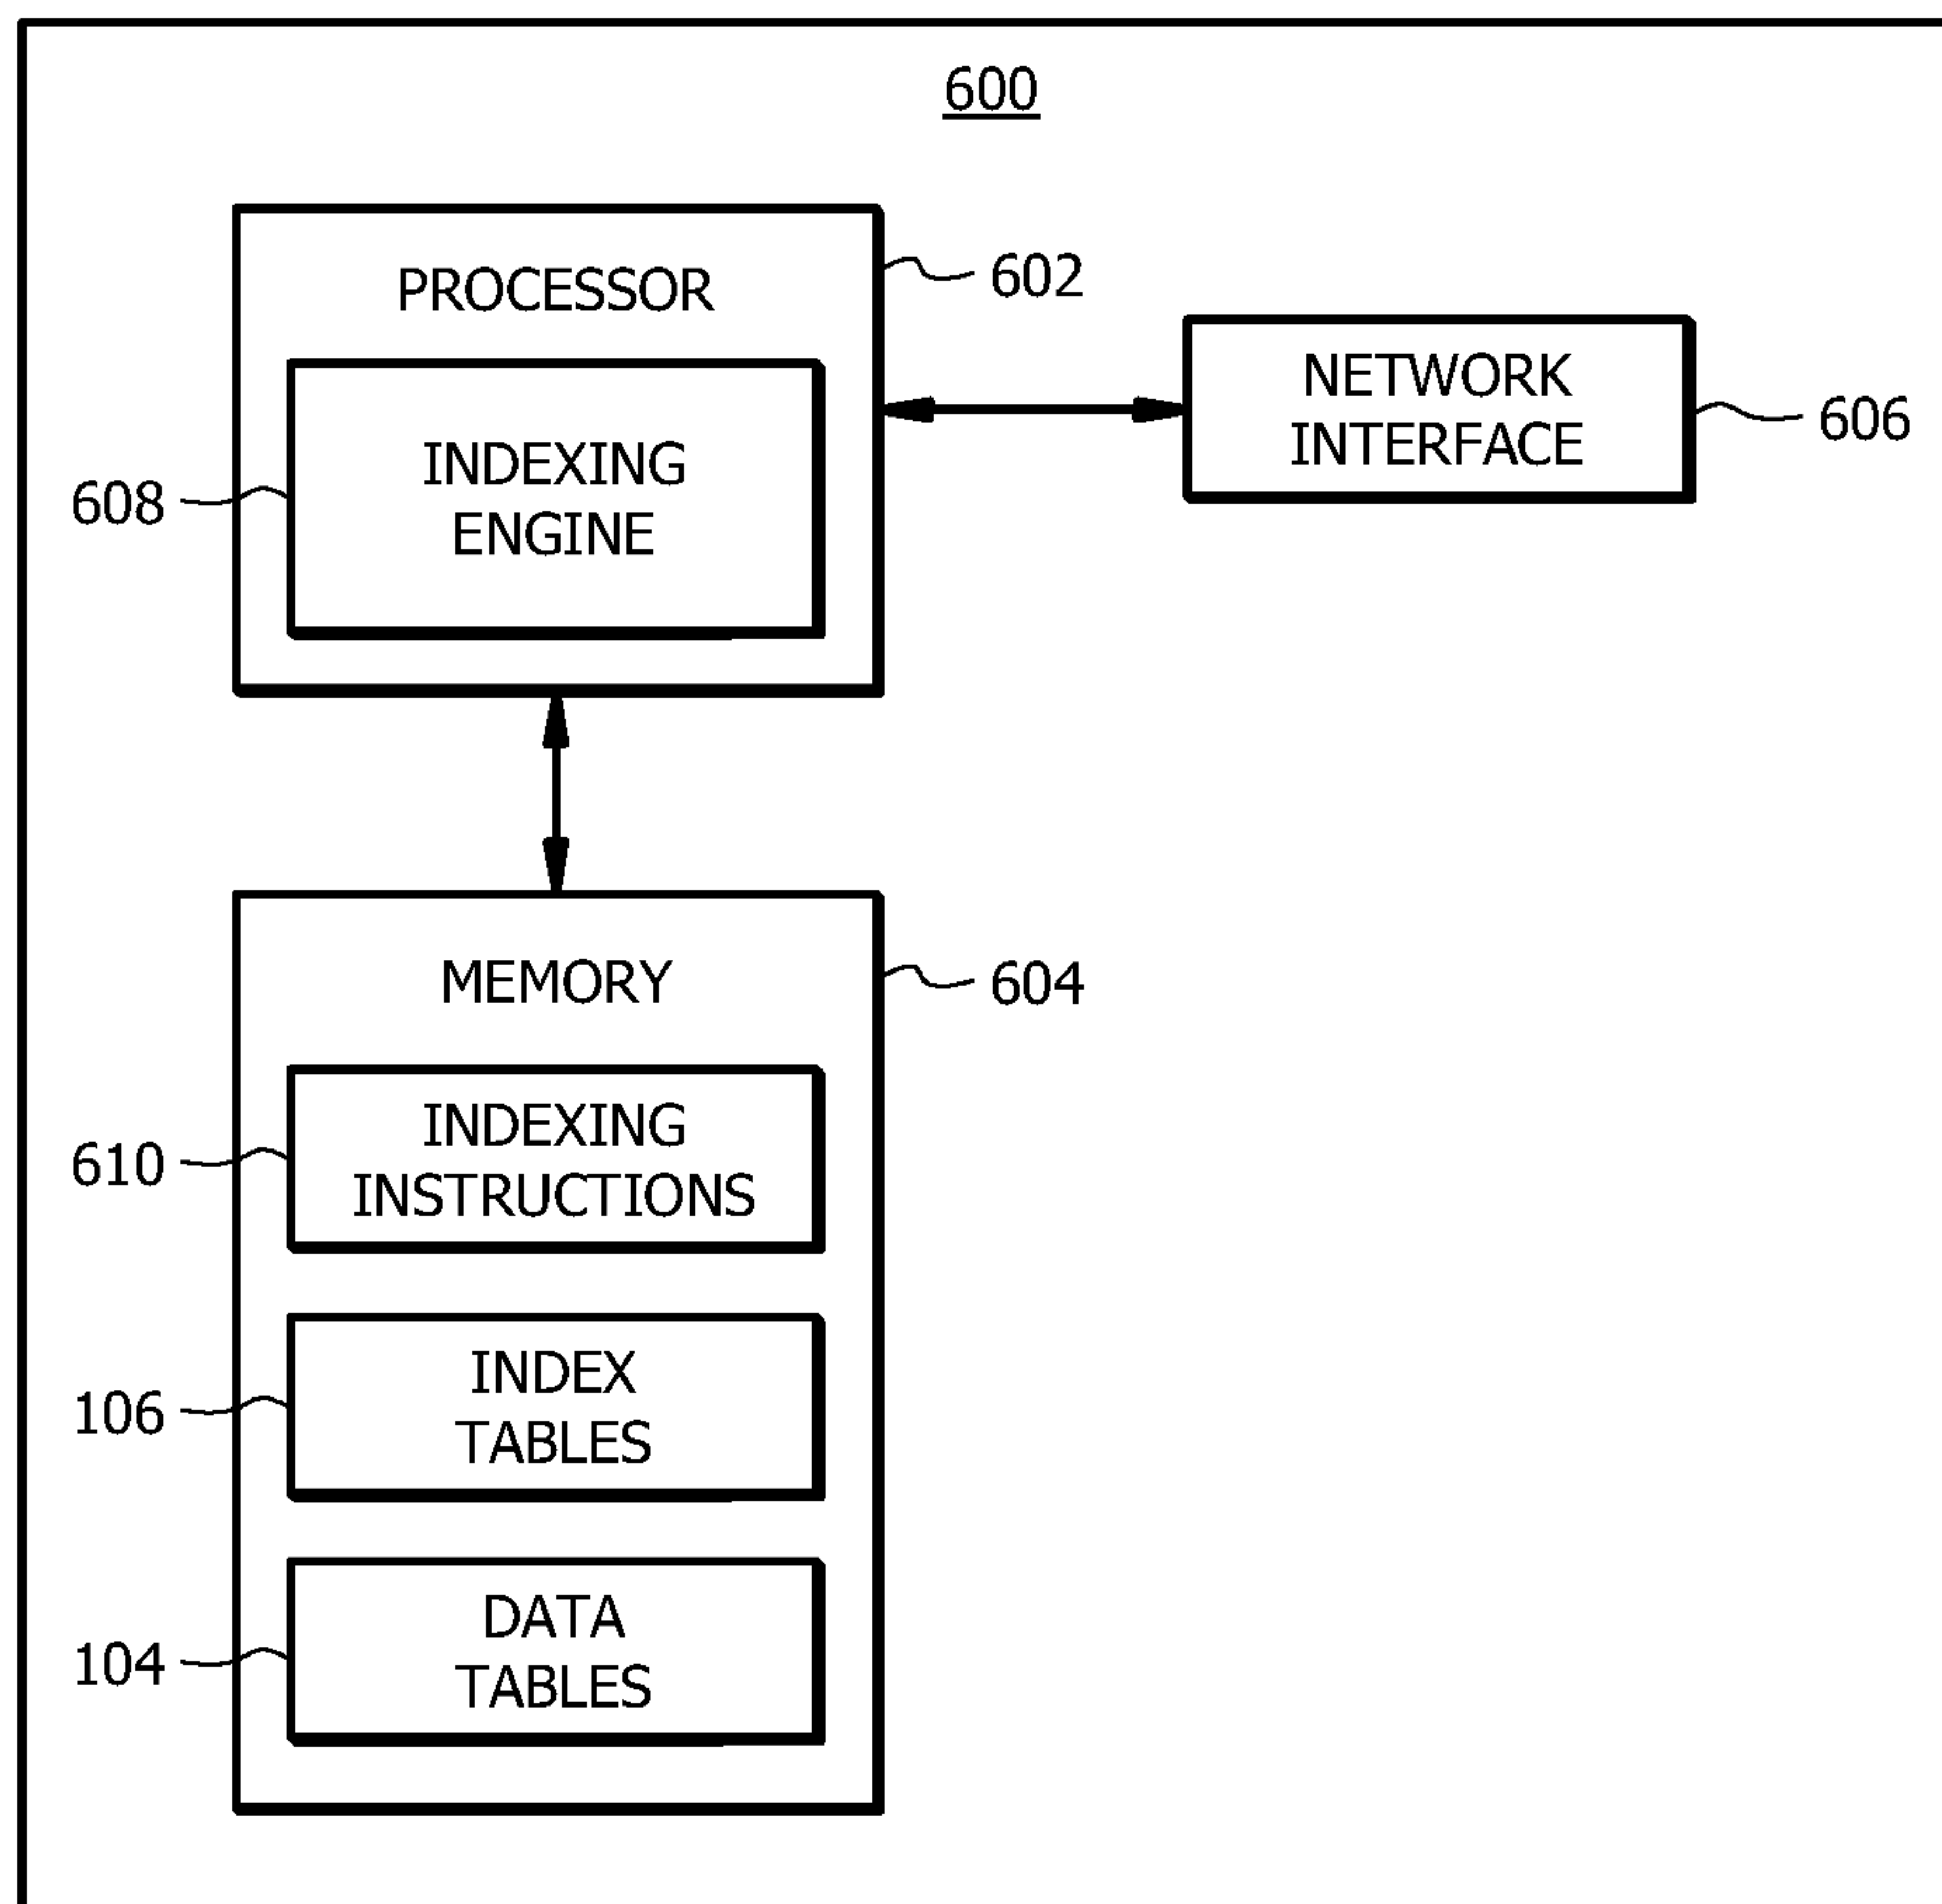 600
PROCESSOR
602
INDEXING
ENGINE
608
NETWORK
INTERFACE
606
MEMORY
604
INDEXING
INSTRUCTIONS
610
INDEX
TABLES
106
DATA
TABLES
104